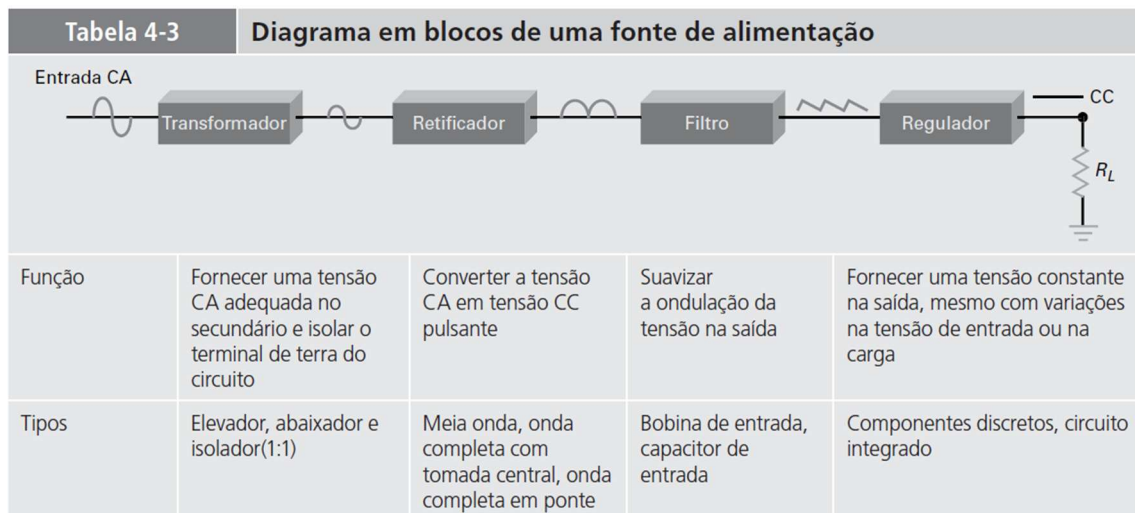 Tabela 4-3
Diagrama em blocos de uma fonte de alimentação
Entrada CA
Transformador
Retificador
Filtro
Regulador
CC
RL
Função
Fornecer uma tensão
CA adequada no
secundário e isolar o
terminal de terra do
circuito
Converter a tensão
CA em tensão CC
pulsante
Suavizar
a ondulação da
tensão na saída
Fornecer uma tensão constante
na saída, mesmo com variações
na tensão de entrada ou na
carga
Tipos
Elevador, abaixador e
isolador(1:1)
Meia onda, onda
completa com
tomada central, onda
completa em ponte
Bobina de entrada,
capacitor de
entrada
Componentes discretos, circuito
integrado